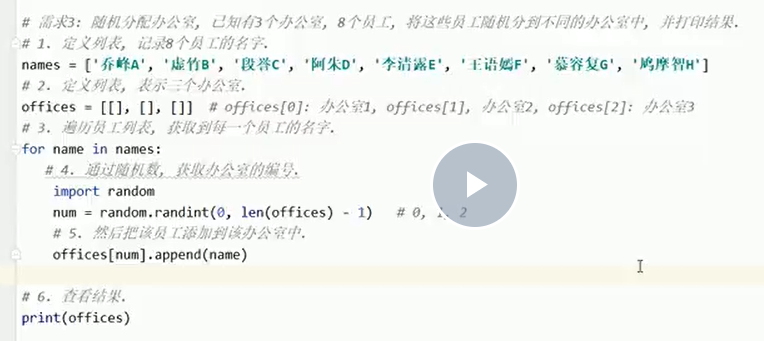 # 需求3: 随机分配办公室, 已知有3个办公室, 8个员工, 将这些员工随机分到不同的办公室中, 并打印结果.
# 1. 定义列表, 记录8个员工的名字.
names = ['乔峰A', '虚竹B', '段誉C', '阿朱D', '李清露E', '王语嫣F', '慕容复G', '鸠摩智H']
# 2. 定义列表, 表示三个办公室.
offices = [[], [], []]  # offices[0]: 办公室1, offices[1], 办公室2, offices[2]: 办公室3
# 3. 遍历员工列表, 获取到每一个员工的名字.
for name in names:
# 4. 通过随机数, 获取办公室的编号.
import random
num = random.randint(0, len(offices) - 1)   # 0, 1, 2
# 5. 然后把该员工添加到该办公室中.
offices[num].append(name)
# 6. 查看结果.
print(offices)